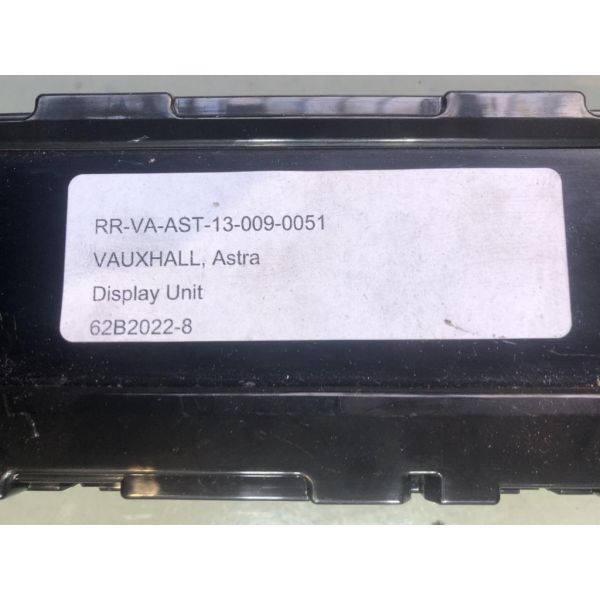 RR-VA-AST-13-009-0051
VAUXHALL, Astra
Display Unit
62B2022-8